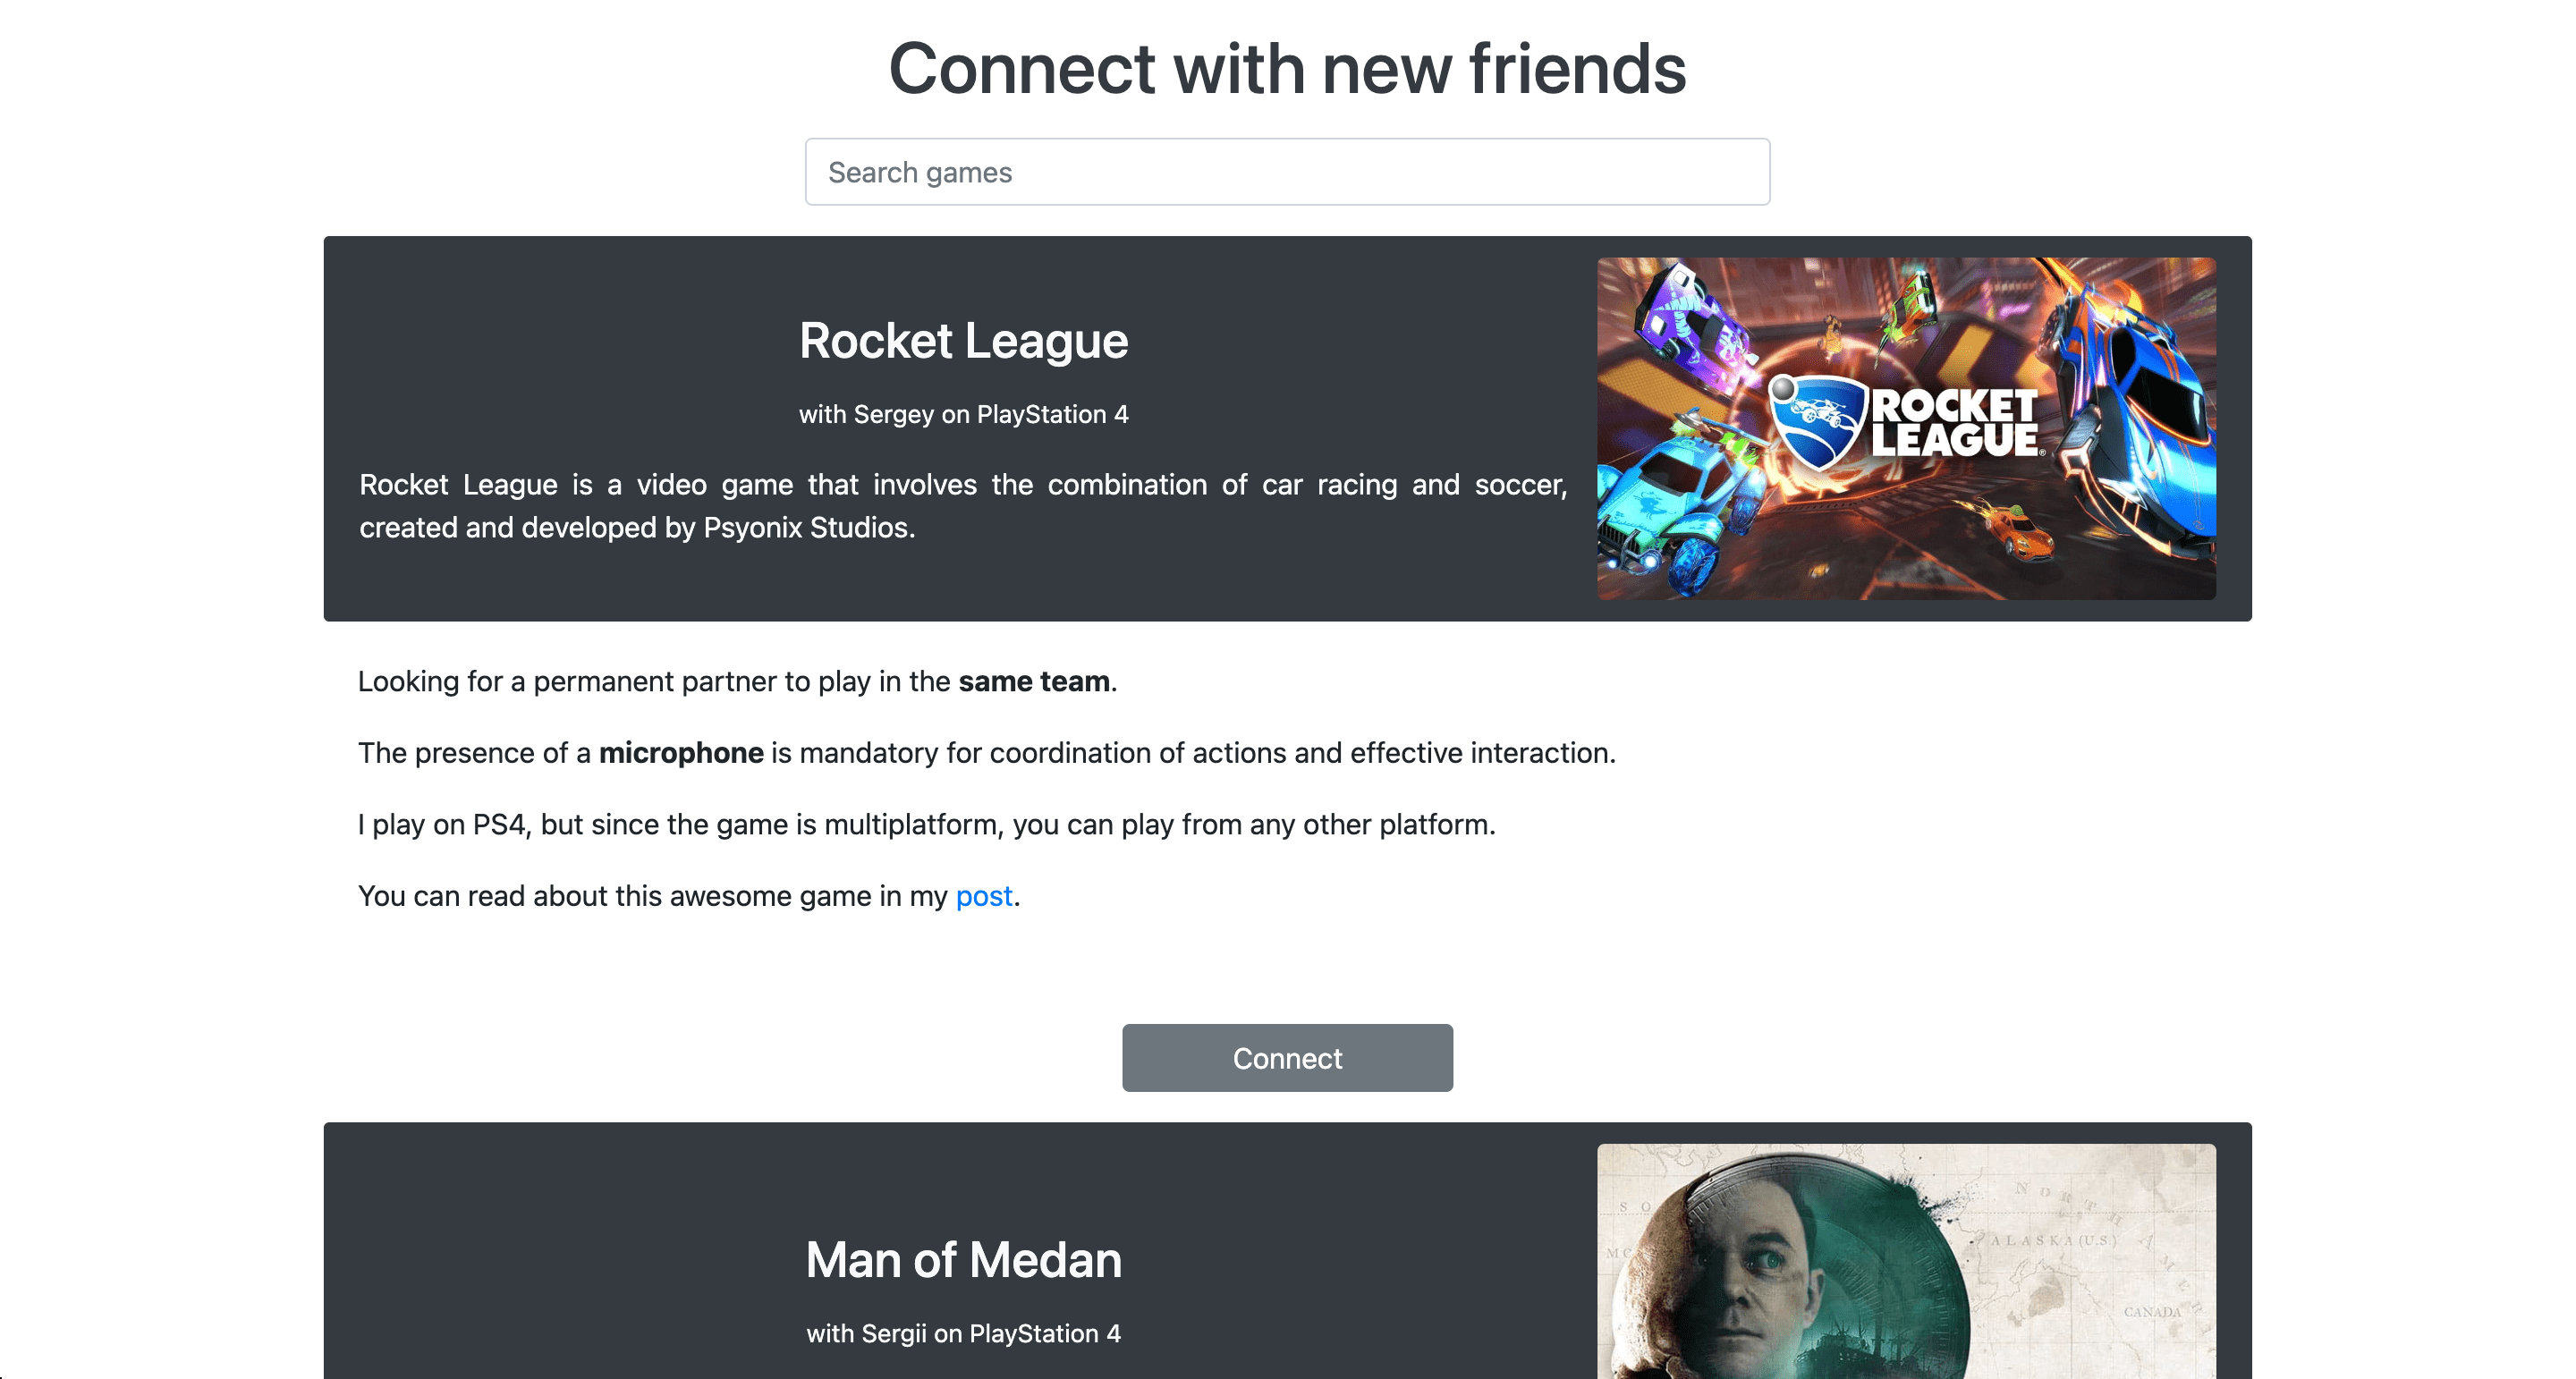 Connect with new friends
Search games
Rocket League
with Sergey on PlayStation 4
Rocket League is a video game that involves the combination of car racing and soccer,
created and developed by Psyonix Studios.
ROCKET
LEAGUE®
Looking for a permanent partner to play in the same team.
The presence of a microphone is mandatory for coordination of actions and effective interaction.
I play on PS4, but since the game is multiplatform, you can play from any other platform.
You can read about this awesome game in my post.
Connect
Man of Medan
with Sergii on PlayStation 4
NORTH
ALASKA (U.S.)
CANADA